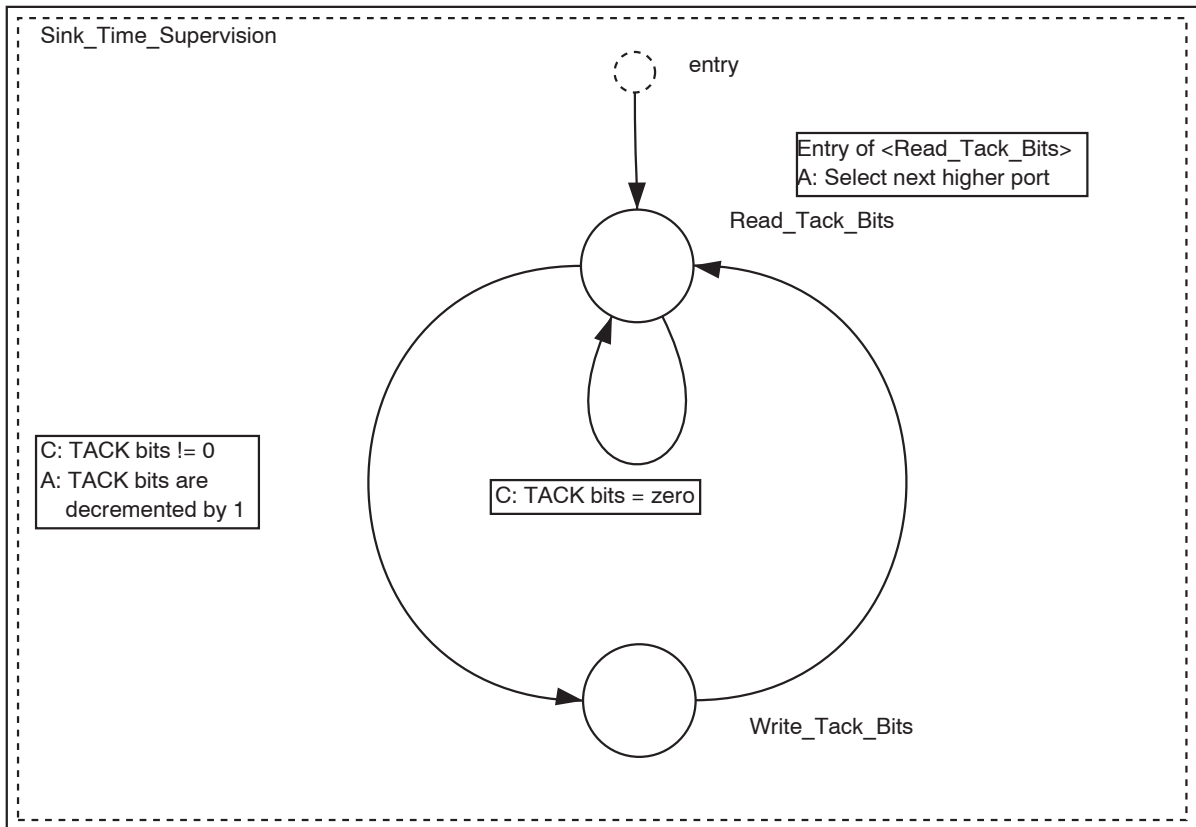 Sink_Time_Supervision
entry
Entry of <Read_Tack_Bits>
A: Select next higher port
Read_Tack_Bits
C: TACK bits != 0
A: TACK bits are
decremented by 1
C: TACK bits = zero
Write_Tack_Bits